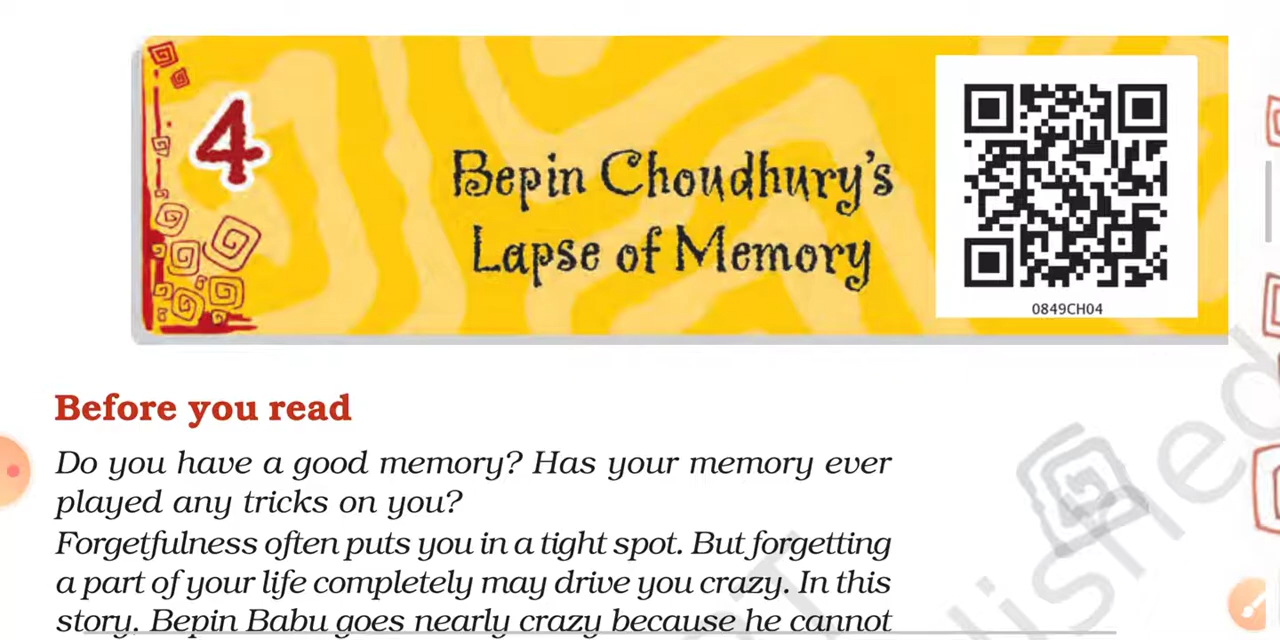 4
Bepin Choudhury's
Lapse of Memory
0849CH04
Before you read
Do you have a good memory? Has your memory ever
played any tricks on you?
Forgetfulness often puts you in a tight spot. But forgetting
a part of your life completely may drive you crazy. In this
story. Bepin Babu goes nearly crazy because he cannot